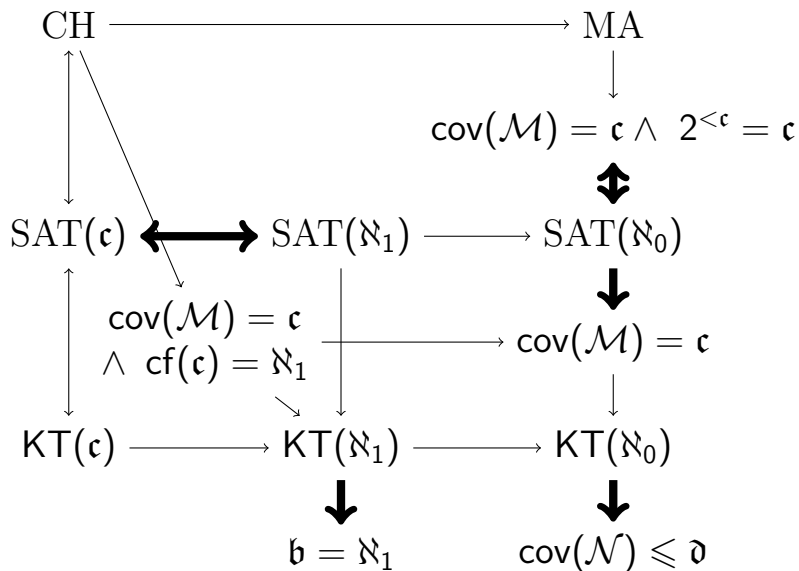 CH MA
cov(𝓜) = 𝔠 ∧ 2^{<𝔠} = 𝔠
SAT(𝔠) SAT(ℵ₁) SAT(ℵ₀)
cov(𝓜) = 𝔠
∧ cf(𝔠) = ℵ₁
cov(𝓜) = 𝔠
KT(𝔠) KT(ℵ₁) KT(ℵ₀)
𝔟 = ℵ₁ cov(𝓝) ⩽ 𝔡